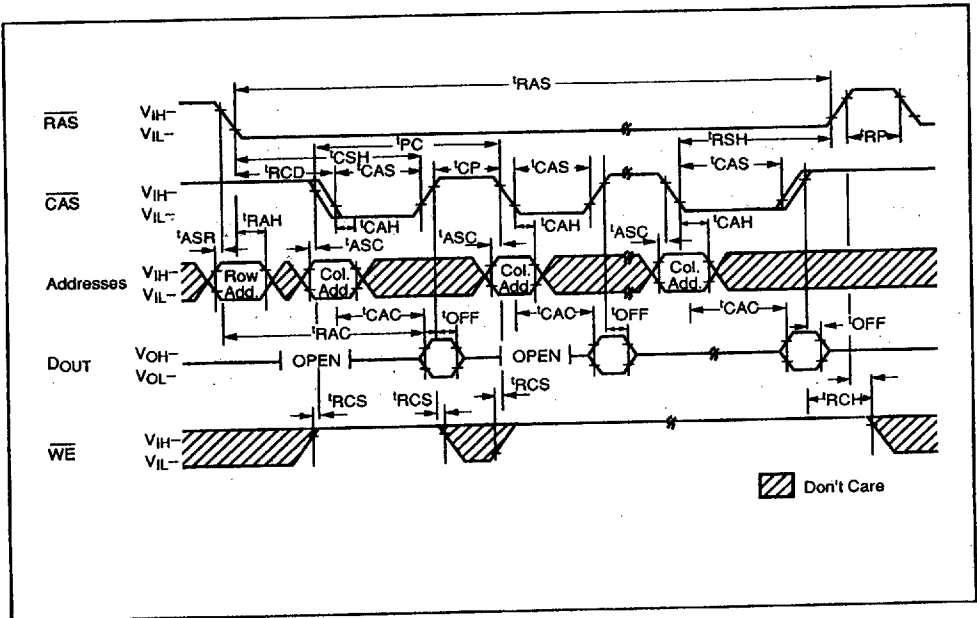 tRAS
RAS
VIH
VIL
tRSH
tRP
tPC
tCSH
tRCD
tCAS
tCP
tCAS
tCAS
CAS
VIH
VIL
tRAH
tCAH
tCAH
tCAH
tASR
tASC
tASC
tASC
Addresses
VIH
VIL
Row Add.
Col. Add.
Col. Add.
Col. Add.
tCAC
tOFF
tCAC
tOFF
tCAC
tOFF
tRAC
DOUT
VOH
VOL
OPEN
OPEN
tRCS
tRCS
tRCS
tRCH
WE
VIH
VIL
Don't Care